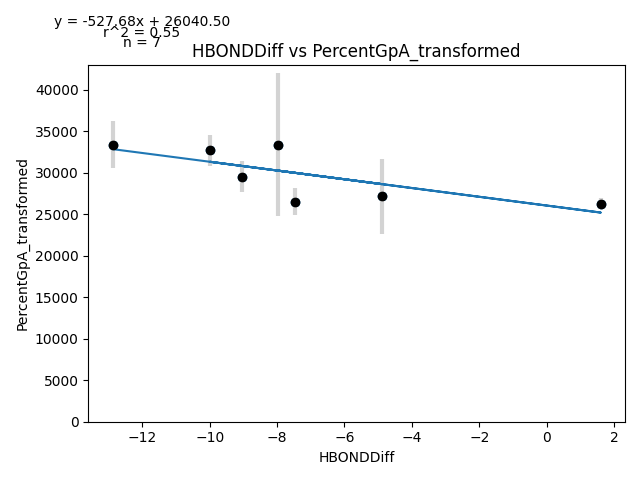 y = -527.68x + 26040.50
r^2 = 0.55
n = 7
HBONDDiff vs PercentGpA_transformed
PercentGpA_transformed
40000
35000
30000
25000
20000
15000
10000
5000
0
−12 −10 −8 −6 −4 −2 0 2
HBONDDiff